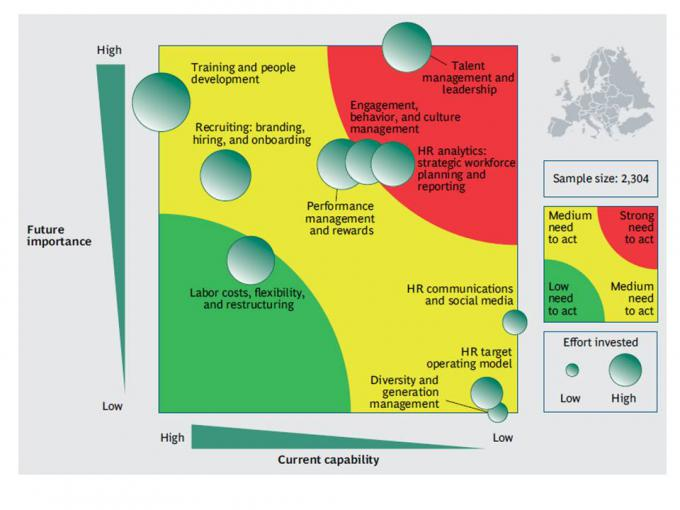 High
Future
importance
Low
Training and people
development
Talent
management and
leadership
Engagement,
behavior, and culture
management
Recruiting: branding,
hiring, and onboarding
HR analytics:
strategic workforce
planning and
reporting
Performance
management
and rewards
Labor costs, flexibility,
and restructuring
HR communications
and social media
HR target
operating model
Diversity and
generation
management
High
Low
Current capability
Sample size: 2,304
Medium
need
to act
Strong
need
to act
Low
need
to act
Medium
need
to act
Effort invested
Low
High